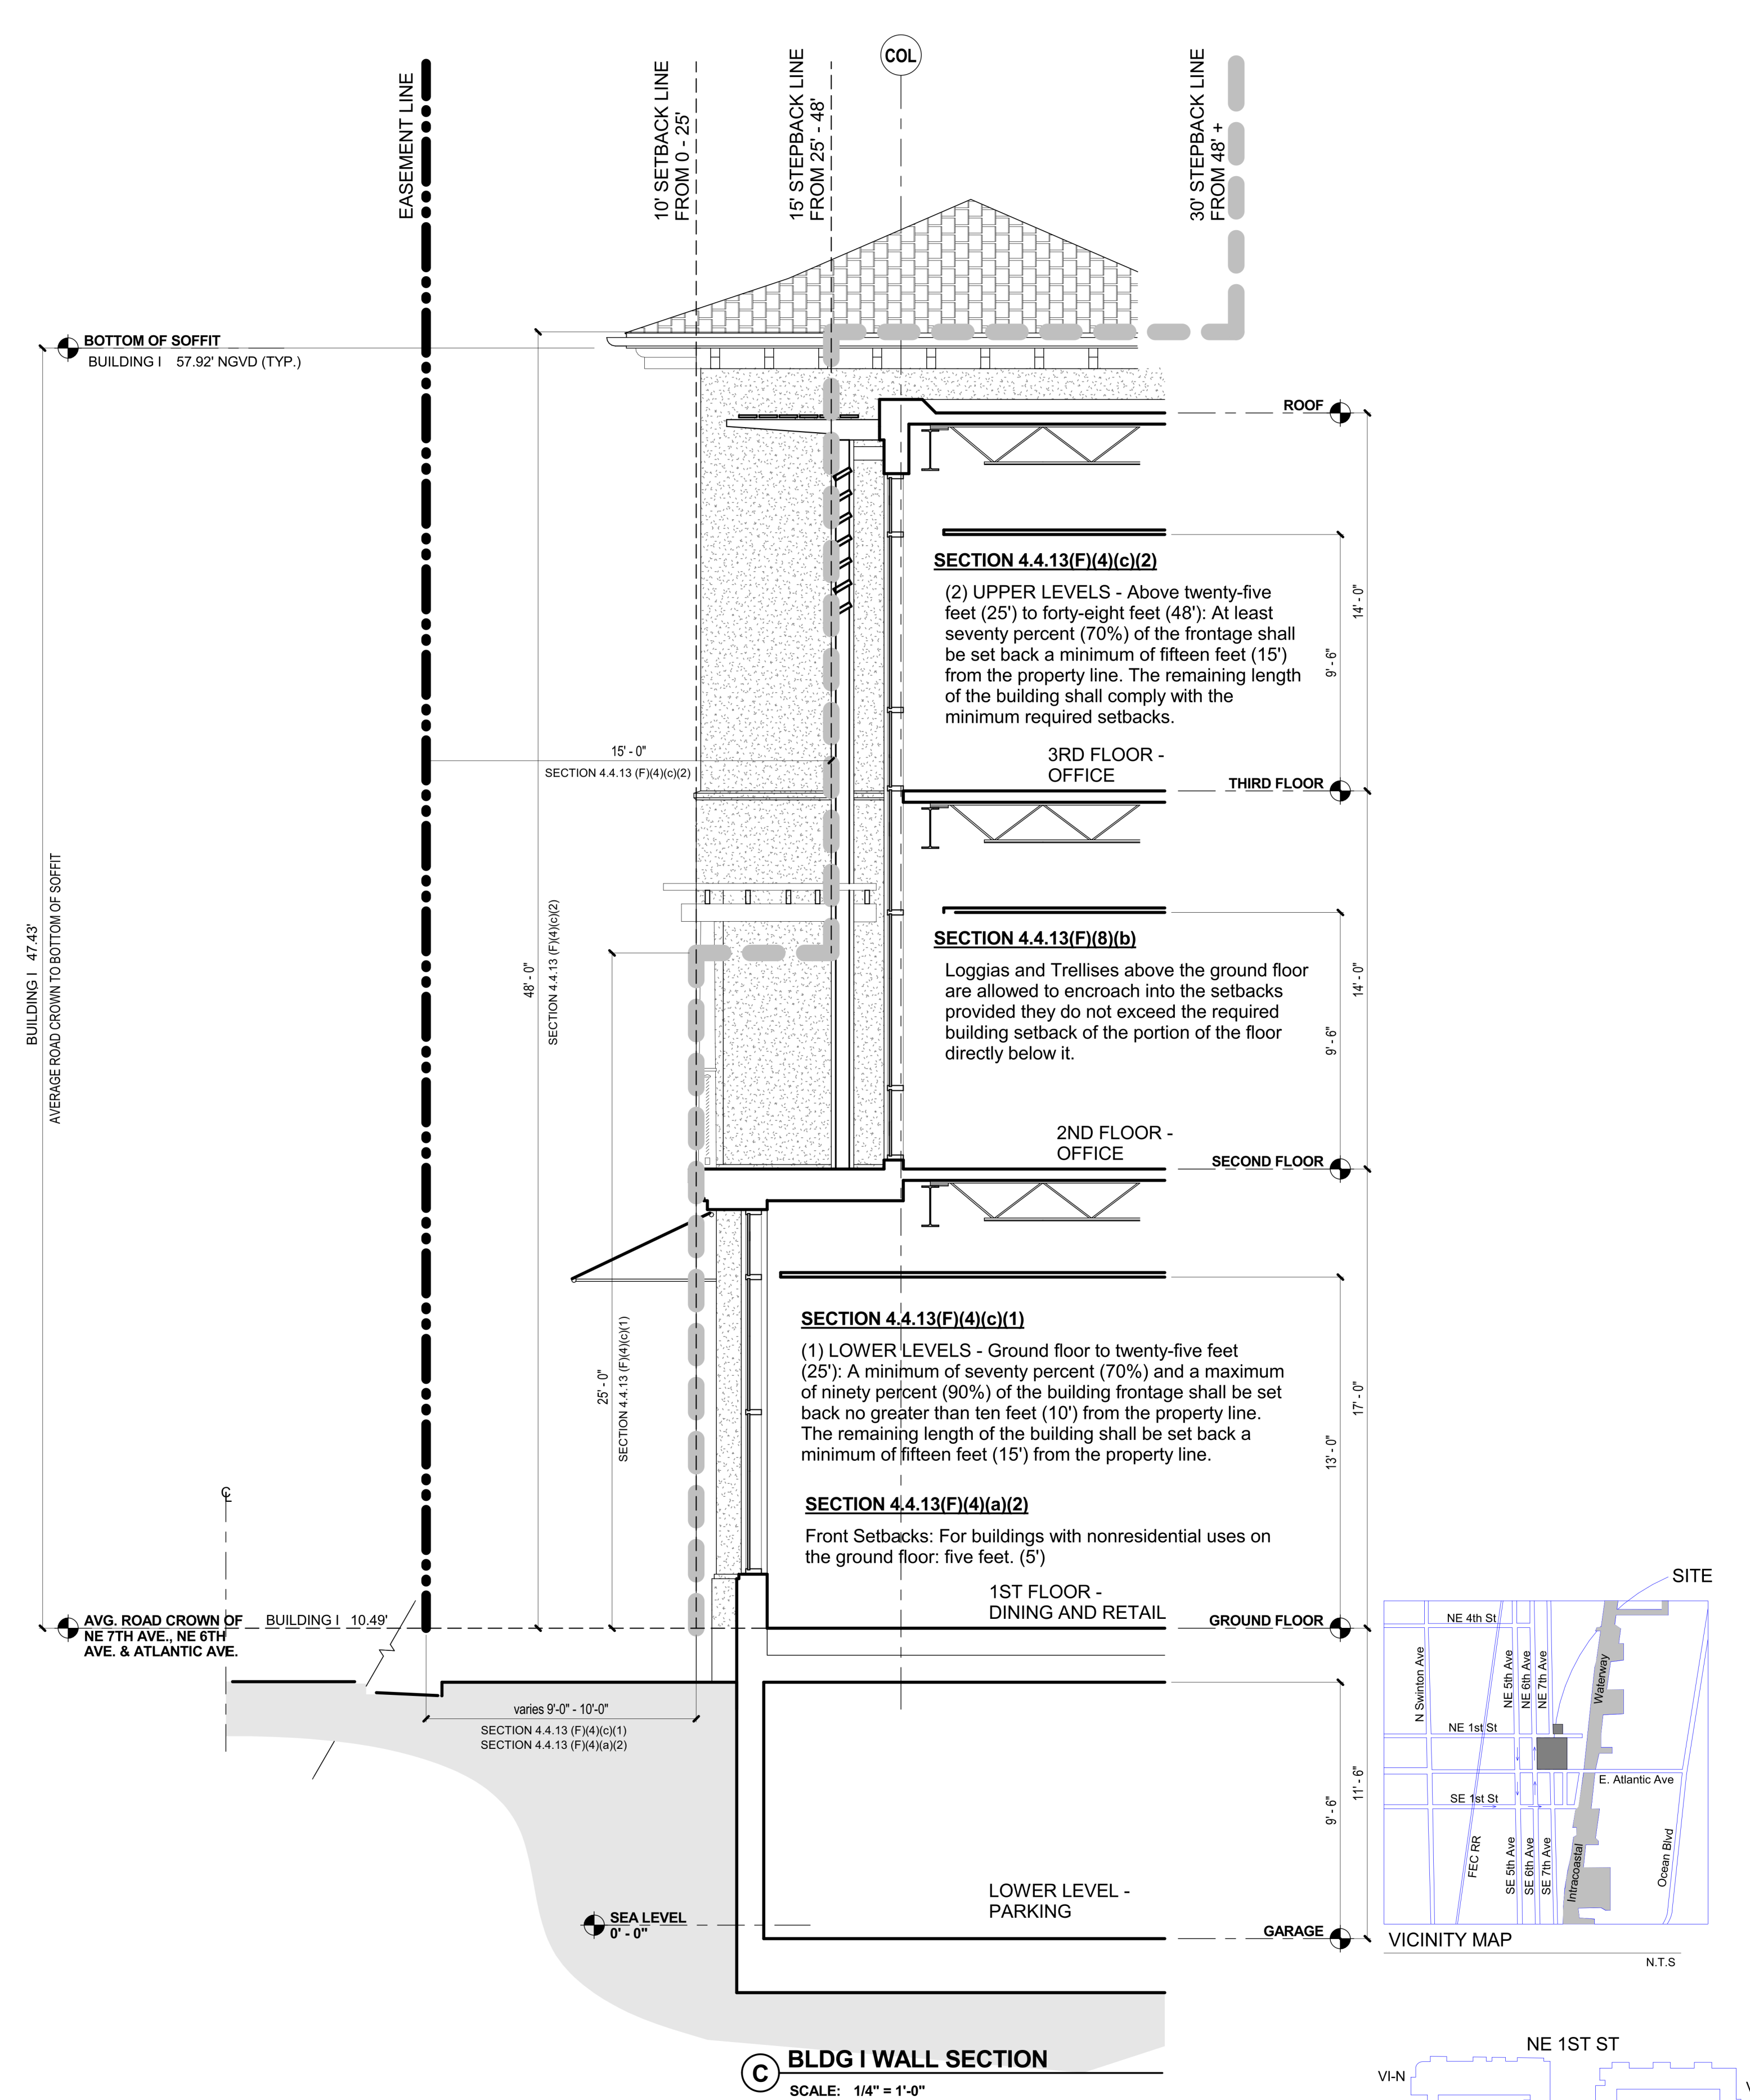 COL
EASEMENT LINE
10' SETBACK LINE
FROM 0 - 25'
15' STEPBACK LINE
FROM 25' - 48'
30' STEPBACK LINE
FROM 48' +
BOTTOM OF SOFFIT
BUILDING I 57.92' NGVD (TYP.)
ROOF
SECTION 4.4.13(F)(4)(c)(2)
(2) UPPER LEVELS - Above twenty-five
feet (25') to forty-eight feet (48'): At least
seventy percent (70%) of the frontage shall
be set back a minimum of fifteen feet (15')
from the property line. The remaining length
of the building shall comply with the
minimum required setbacks.
14' - 0"
9' - 6"
15' - 0"
SECTION 4.4.13 (F)(4)(c)(2)
3RD FLOOR -
OFFICE
THIRD FLOOR
BUILDING I 47.43'
AVERAGE ROAD CROWN TO BOTTOM OF SOFFIT
48' - 0"
SECTION 4.4.13 (F)(4)(c)(2)
SECTION 4.4.13(F)(8)(b)
Loggias and Trellises above the ground floor
are allowed to encroach into the setbacks
provided they do not exceed the required
building setback of the portion of the floor
directly below it.
14' - 0"
9' - 6"
2ND FLOOR -
OFFICE
SECOND FLOOR
25' - 0"
SECTION 4.4.13 (F)(4)(c)(1)
SECTION 4.4.13(F)(4)(c)(1)
(1) LOWER LEVELS - Ground floor to twenty-five feet
(25'): A minimum of seventy percent (70%) and a maximum
of ninety percent (90%) of the building frontage shall be set
back no greater than ten feet (10') from the property line.
The remaining length of the building shall be set back a
minimum of fifteen feet (15') from the property line.
17' - 0"
13' - 0"
SECTION 4.4.13(F)(4)(a)(2)
Front Setbacks: For buildings with nonresidential uses on
the ground floor: five feet. (5')
1ST FLOOR -
DINING AND RETAIL
GROUND FLOOR
AVG. ROAD CROWN OF
NE 7TH AVE., NE 6TH
AVE. & ATLANTIC AVE.
BUILDING I 10.49'
varies 9'-0" - 10'-0"
SECTION 4.4.13 (F)(4)(c)(1)
SECTION 4.4.13 (F)(4)(a)(2)
11' - 6"
9' - 6"
LOWER LEVEL -
PARKING
SEA LEVEL
0' - 0"
GARAGE
SITE
NE 4th St
N Swinton Ave
NE 5th Ave
NE 6th Ave
NE 7th Ave
Waterway
NE 1st St
E. Atlantic Ave
SE 1st St
FEC RR
SE 5th Ave
SE 6th Ave
SE 7th Ave
Intracoastal
Ocean Blvd
VICINITY MAP
N.T.S
C
BLDG I WALL SECTION
SCALE: 1/4" = 1'-0"
NE 1ST ST
VI-N